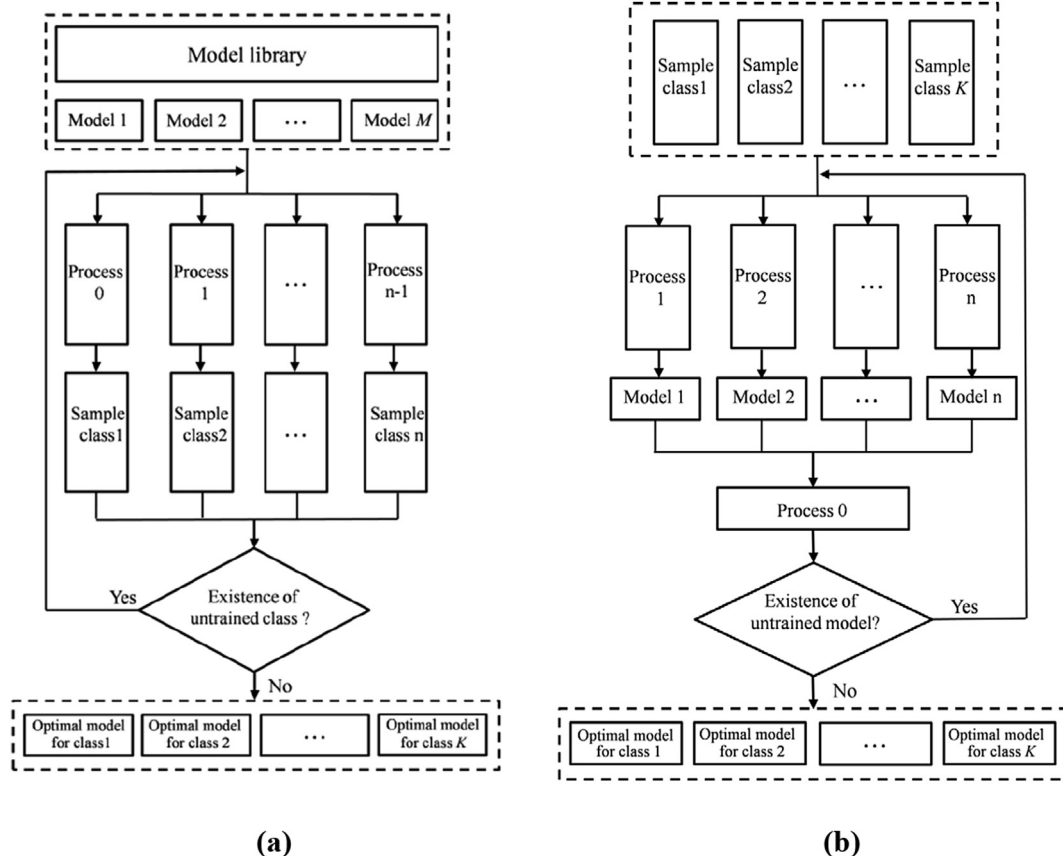 Model library
Model 1
Model 2
...
Model M
Process
0
Process
1
...
Process
n-1
Sample
class1
Sample
class2
...
Sample
class n
Existence of
untrained class ?
Yes
No
Optimal model
for class1
Optimal model
for class 2
...
Optimal model
for class K
(a)
Sample
class1
Sample
class2
...
Sample
class K
Process
1
Process
2
...
Process
n
Model 1
Model 2
...
Model n
Process 0
Existence of
untrained model?
Yes
No
Optimal model
for class 1
Optimal model
for class 2
...
Optimal model
for class K
(b)